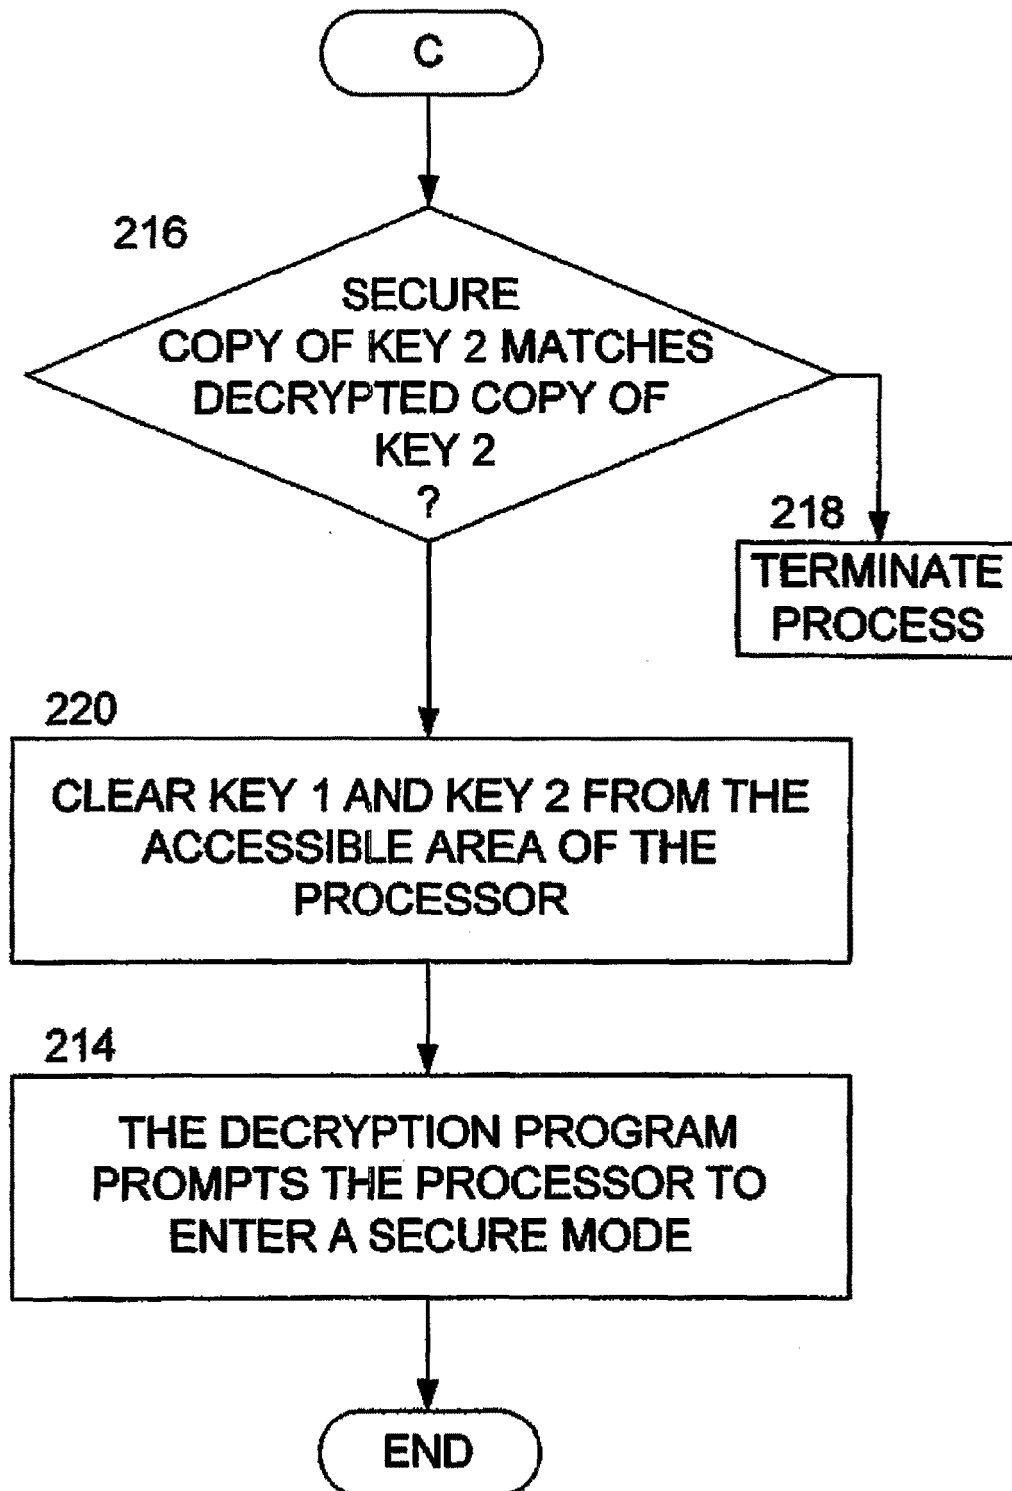 C
216
SECURE
COPY OF KEY 2 MATCHES
DECRYPTED COPY OF
KEY 2
?
218
TERMINATE
PROCESS
220
CLEAR KEY 1 AND KEY 2 FROM THE
ACCESSIBLE AREA OF THE
PROCESSOR
214
THE DECRYPTION PROGRAM
PROMPTS THE PROCESSOR TO
ENTER A SECURE MODE
END